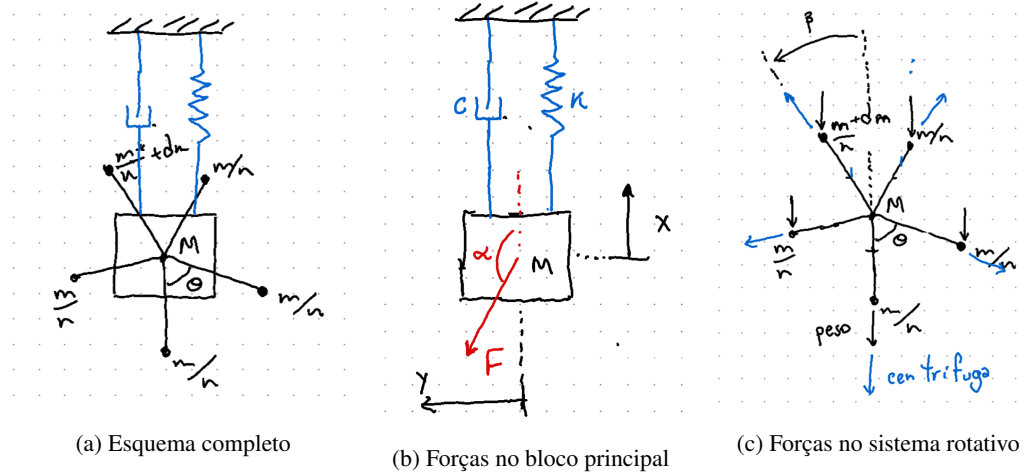 m/n + dm
m/n
M
θ
m/n
m/n
m/n
(a) Esquema completo
C
K
X
α
M
F
Y
(b) Forças no bloco principal
β
m/n + dm
m/n
M
θ
m/n
m/n
m/n
peso
centrífuga
(c) Forças no sistema rotativo